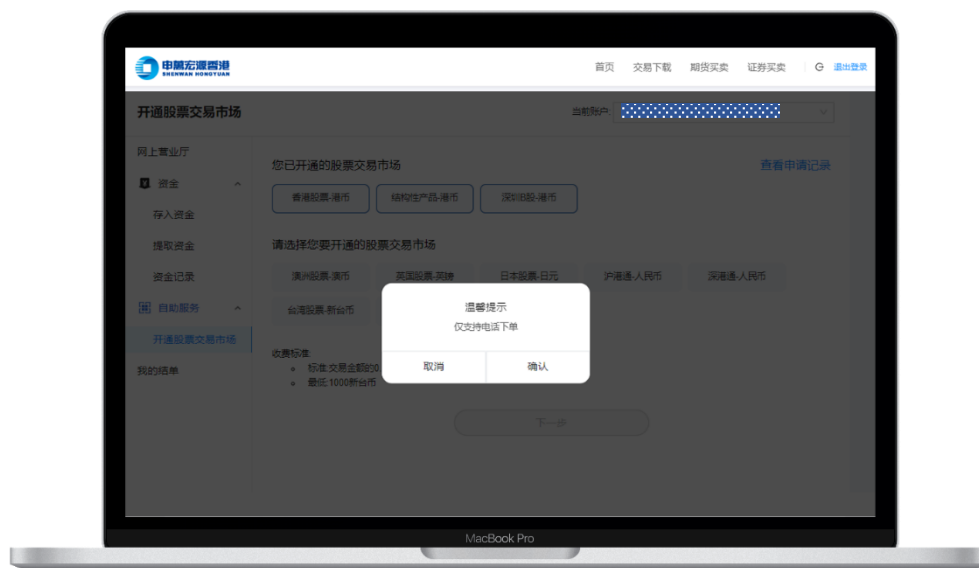 申萬宏源香港
SHENWAN HONGYUAN
首页 交易下载 期货买卖 证券买卖 退出登录
开通股票交易市场
当前账户:
网上营业厅
您已开通的股票交易市场
查看申请记录
资金
香港股票-港币 结构性产品-港币 深圳B股-港币
存入资金
提取资金
请选择您要开通的股票交易市场
资金记录
澳洲股票-澳币 英国股票-英镑 日本股票-日元 沪港通-人民币 深港通-人民币
自助服务
台湾股票-新台币
温馨提示
仅支持电话下单
取消 确认
开通股票交易市场
收费标准:
标准:交易金额的0.
最低:1000新台币
我的结单
下一步
MacBook Pro